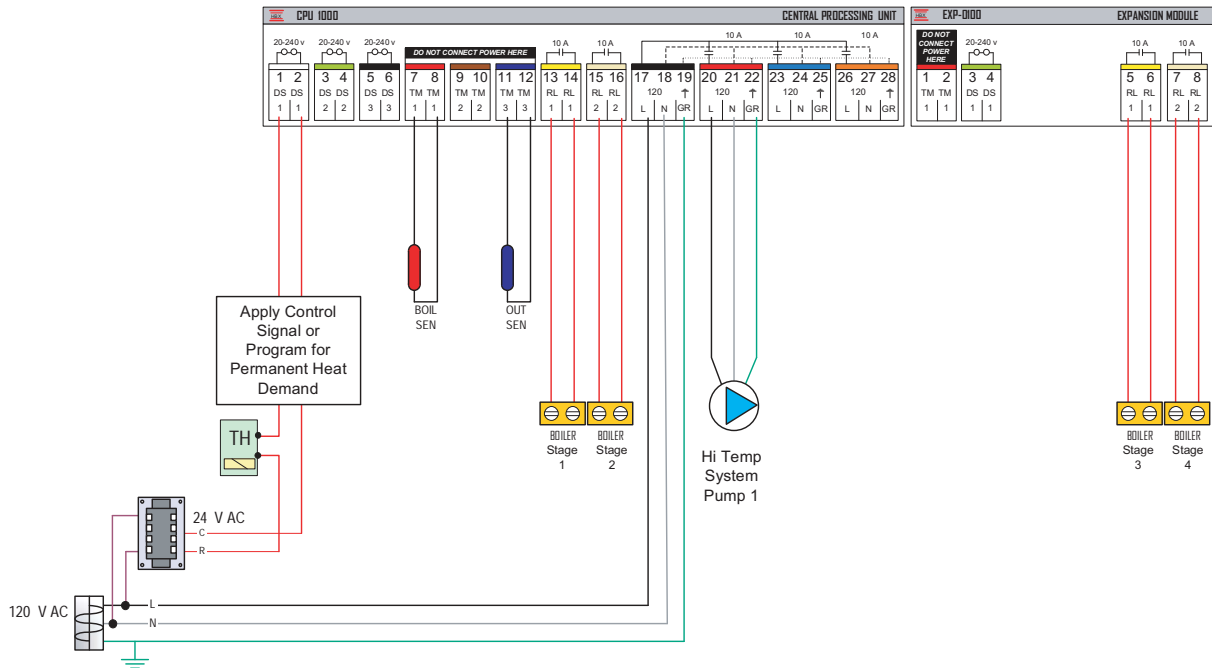 HBX CPU 1000 CENTRAL PROCESSING UNIT
HBX EXP-0100 EXPANSION MODULE
20-240 v 20-240 v 20-240 v
DO NOT CONNECT POWER HERE
10 A 10 A 10 A 10 A 10 A
1 2 3 4 5 6 7 8 9 10 11 12 13 14 15 16 17 18 19 20 21 22 23 24 25 26 27 28
DS DS DS DS DS DS TM TM TM TM TM TM RL RL RL RL 120 ↑ 120 ↑ 120 ↑ 120 ↑
1 1 2 2 3 3 1 1 2 2 3 3 1 1 2 2 L N GR L N GR L N GR L N GR
DO NOT
CONNECT
POWER
HERE
20-240 v
10 A 10 A
1 2 3 4 5 6 7 8
TM TM DS DS RL RL RL RL
1 1 1 1 1 1 2 2
Apply Control
Signal or
Program for
Permanent Heat
Demand
BOIL
SEN
OUT
SEN
TH
BOILER
Stage
1
BOILER
Stage
2
Hi Temp
System
Pump 1
BOILER
Stage
3
BOILER
Stage
4
24 V AC
C
R
120 V AC
L
N